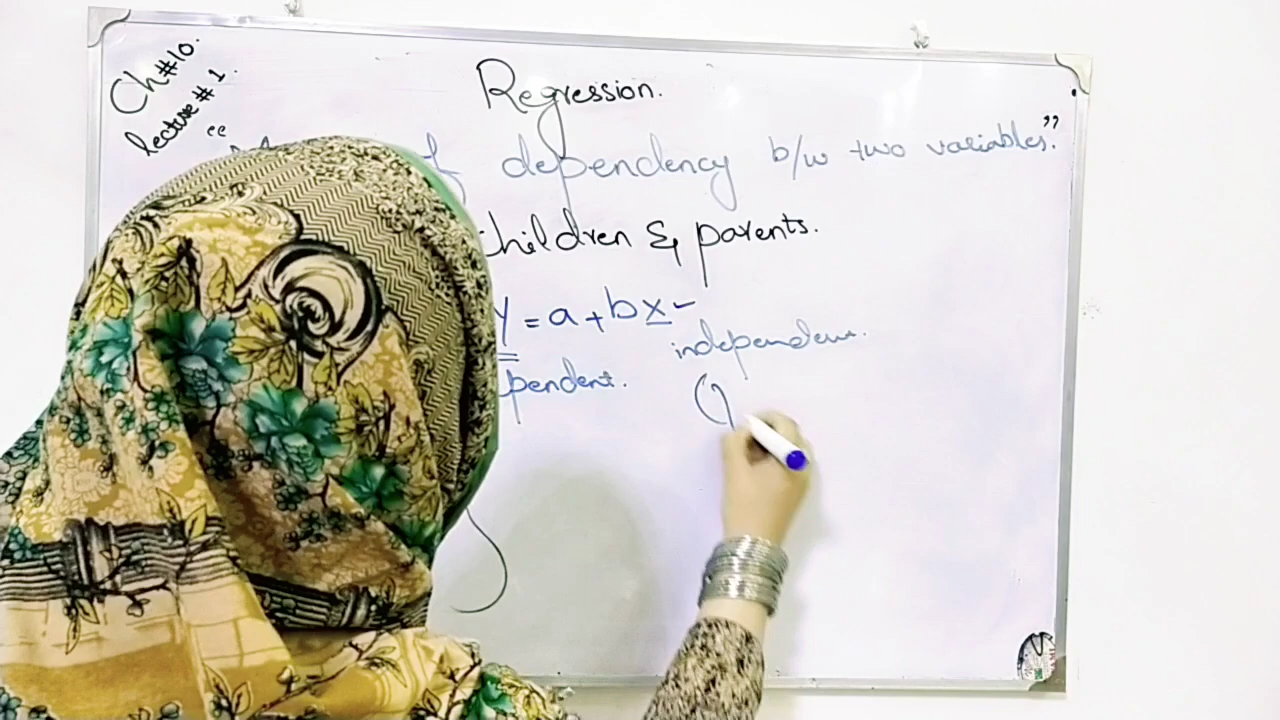 Ch#10.
lecture # 1.
Regression.
“ dependency b/w two variables.”
children & parents.
y = a + bx -
independent.
pendent.